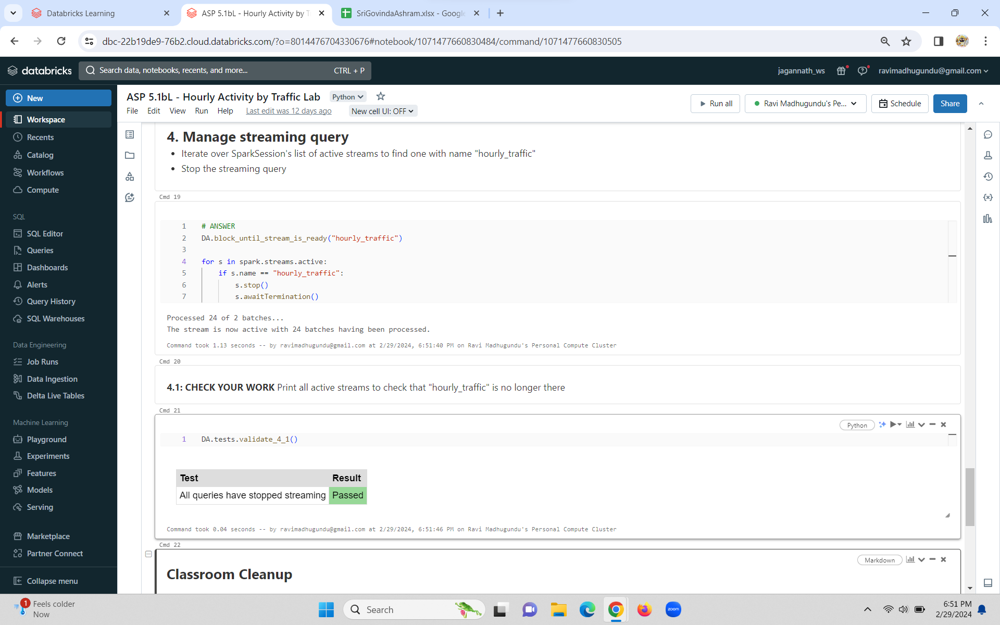 Databricks Learning
ASP 5.1bL - Hourly Activity by T
SriGovindaAshram.xlsx - Google
dbc-22b19de9-76b2.cloud.databricks.com/?o=8014476704330676#notebook/1071477660830484/command/1071477660830505
databricks
Search data, notebooks, recents, and more...
CTRL + P
jagannath_ws
ravimadhugundu@gmail.com
New
Workspace
Recents
Catalog
Workflows
Compute
SQL
SQL Editor
Queries
Dashboards
Alerts
Query History
SQL Warehouses
Data Engineering
Job Runs
Data Ingestion
Delta Live Tables
Machine Learning
Playground
Experiments
Features
Models
Serving
Marketplace
Partner Connect
Collapse menu
ASP 5.1bL - Hourly Activity by Traffic Lab
Python
File Edit View Run Help Last edit was 12 days ago New cell UI: OFF
Run all
Ravi Madhugundu's Pe...
Schedule
Share
4. Manage streaming query
• Iterate over SparkSession's list of active streams to find one with name "hourly_traffic"
• Stop the streaming query
Cmd 19
1 # ANSWER
2 DA.block_until_stream_is_ready("hourly_traffic")
3
4 for s in spark.streams.active:
5 if s.name == "hourly_traffic":
6 s.stop()
7 s.awaitTermination()
Processed 24 of 2 batches...
The stream is now active with 24 batches having been processed.
Command took 1.13 seconds -- by ravimadhugundu@gmail.com at 2/29/2024, 6:51:40 PM on Ravi Madhugundu's Personal Compute Cluster
Cmd 20
4.1: CHECK YOUR WORK Print all active streams to check that "hourly_traffic" is no longer there
Cmd 21
Python
1 DA.tests.validate_4_1()
Test Result
All queries have stopped streaming Passed
Command took 0.04 seconds -- by ravimadhugundu@gmail.com at 2/29/2024, 6:51:46 PM on Ravi Madhugundu's Personal Compute Cluster
Cmd 22
Markdown
Classroom Cleanup
1
Feels colder
Now
Search
zoom
6:51 PM
2/29/2024